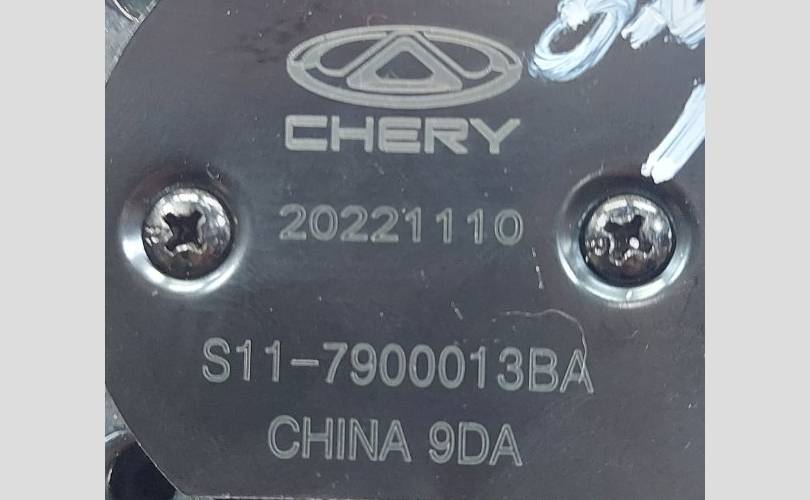 CHERY
20221110
S11-7900013BA
CHINA 9DA